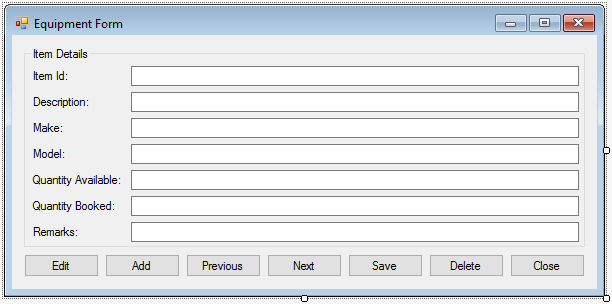 Equipment Form
Item Details
Item Id:
Description:
Make:
Model:
Quantity Available:
Quantity Booked:
Remarks:
Edit Add Previous Next Save Delete Close